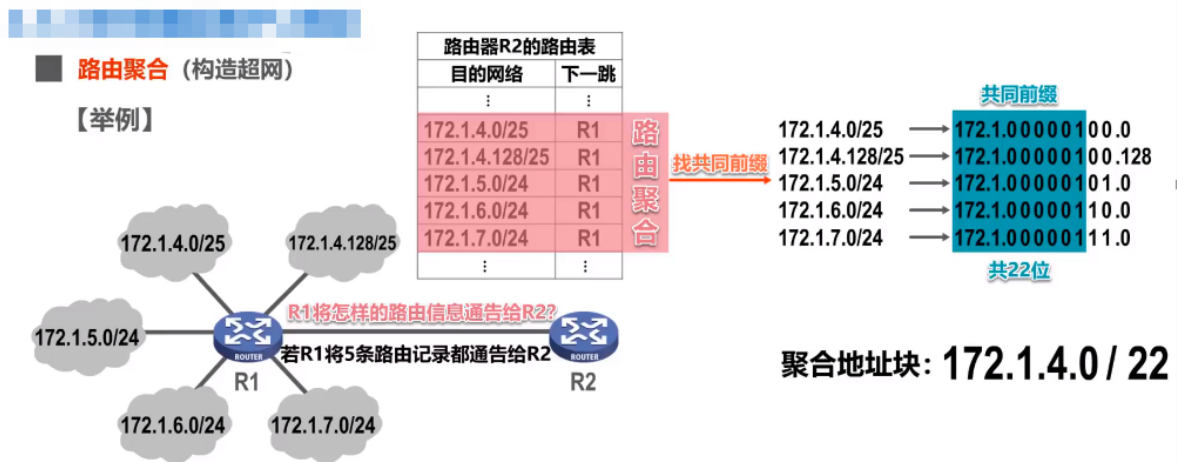 路由聚合（构造超网）
【举例】
路由器R2的路由表
目的网络 下一跳
⋮ ⋮
172.1.4.0/25 R1
172.1.4.128/25 R1
172.1.5.0/24 R1
172.1.6.0/24 R1
172.1.7.0/24 R1
⋮ ⋮
路由聚合
找共同前缀
共同前缀
172.1.4.0/25 172.1.00000100.0
172.1.4.128/25 172.1.00000100.128
172.1.5.0/24 172.1.00000101.0
172.1.6.0/24 172.1.00000110.0
172.1.7.0/24 172.1.00000111.0
共22位
172.1.4.0/25
172.1.4.128/25
172.1.5.0/24
172.1.6.0/24
172.1.7.0/24
R1将怎样的路由信息通告给R2?
若R1将5条路由记录都通告给R2
ROUTER
R1
ROUTER
R2
聚合地址块：172.1.4.0 / 22